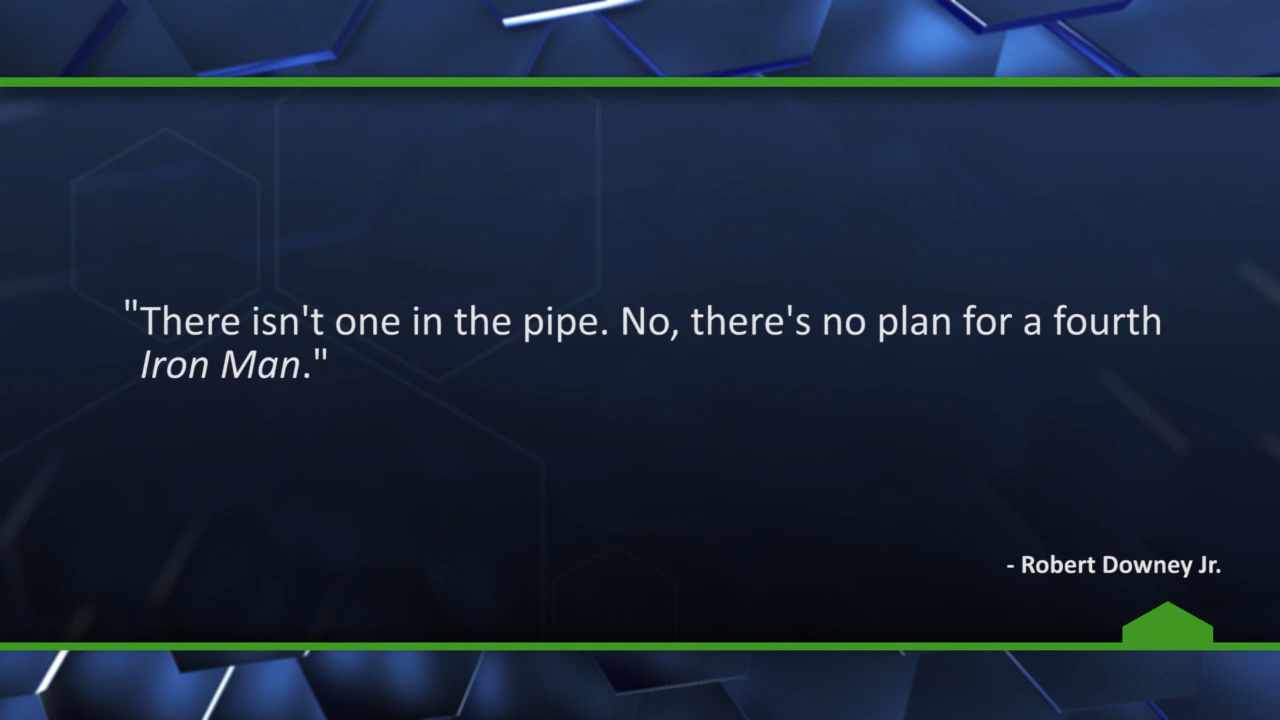 "There isn't one in the pipe. No, there's no plan for a fourth
Iron Man."
- Robert Downey Jr.